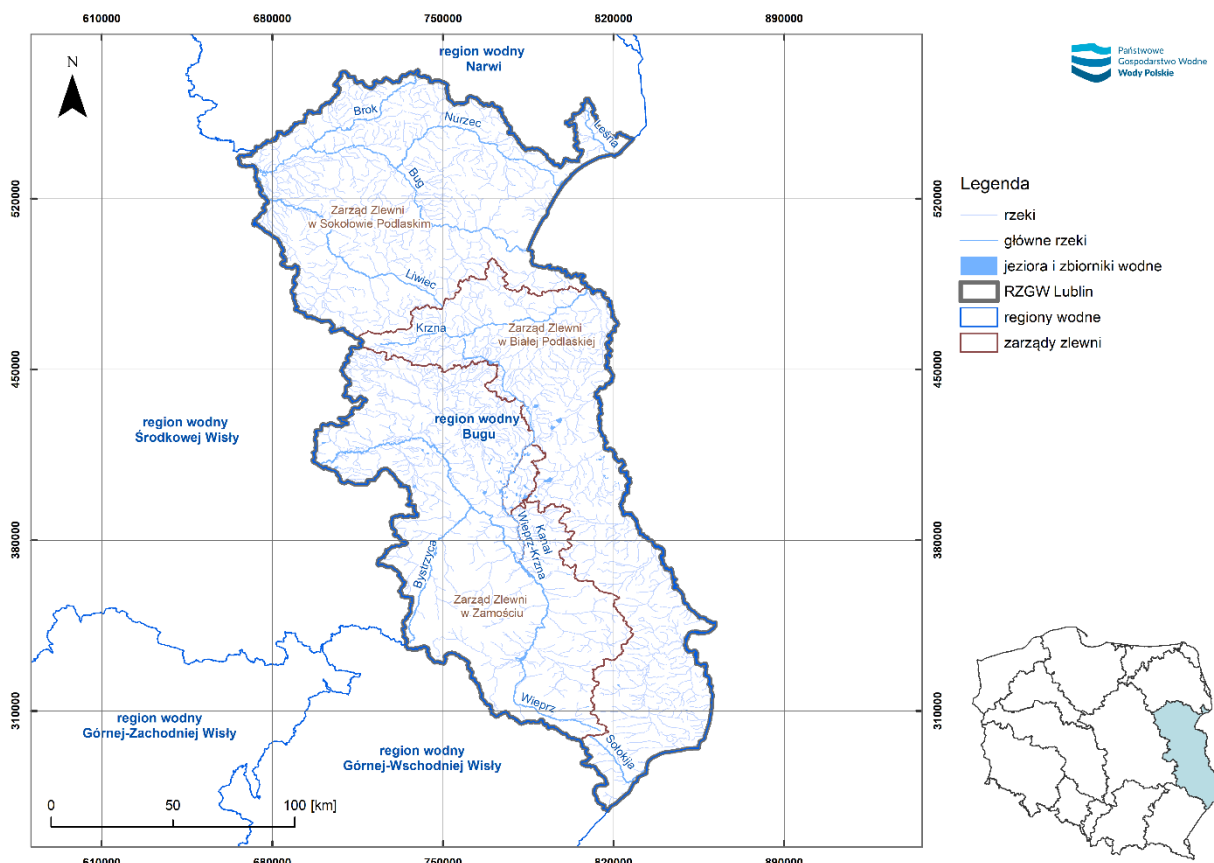 610000
680000
750000
820000
890000
region wodny
Narwi
N
Państwowe
Gospodarstwo Wodne
Wody Polskie
Brok
Nurzec
Leśna
Bug
520000
520000
Zarząd Zlewni
w Sokołowie Podlaskim
Liwiec
Krzna
Zarząd Zlewni
w Białej Podlaskiej
Legenda
rzeki
główne rzeki
jeziora i zbiorniki wodne
RZGW Lublin
regiony wodne
zarządy zlewni
450000
450000
region wodny
Środkowej Wisły
region wodny
Bugu
380000
380000
Kanał
Wieprz-Krzna
Bystrzyca
Zarząd Zlewni
w Zamościu
310000
310000
Wieprz
Sołokija
region wodny
Górnej-Zachodniej Wisły
region wodny
Górnej-Wschodniej Wisły
0
50
100 [km]
610000
680000
750000
820000
890000